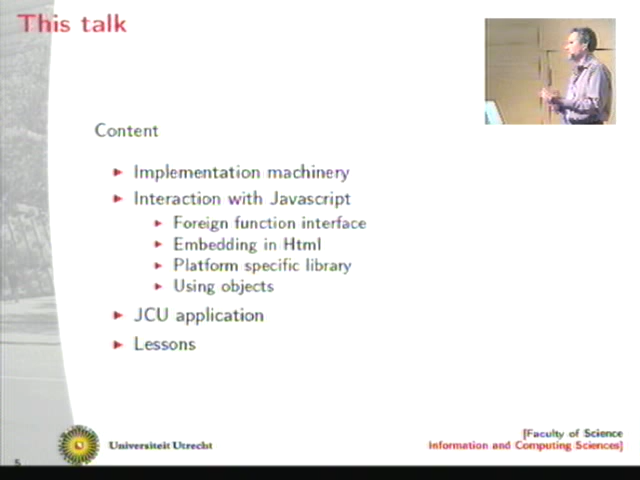 This talk
Content
Implementation machinery
Interaction with Javascript
Foreign function interface
Embedding in Html
Platform specific library
Using objects
JCU application
Lessons
Universiteit Utrecht
[Faculty of Science
Information and Computing Sciences]
5